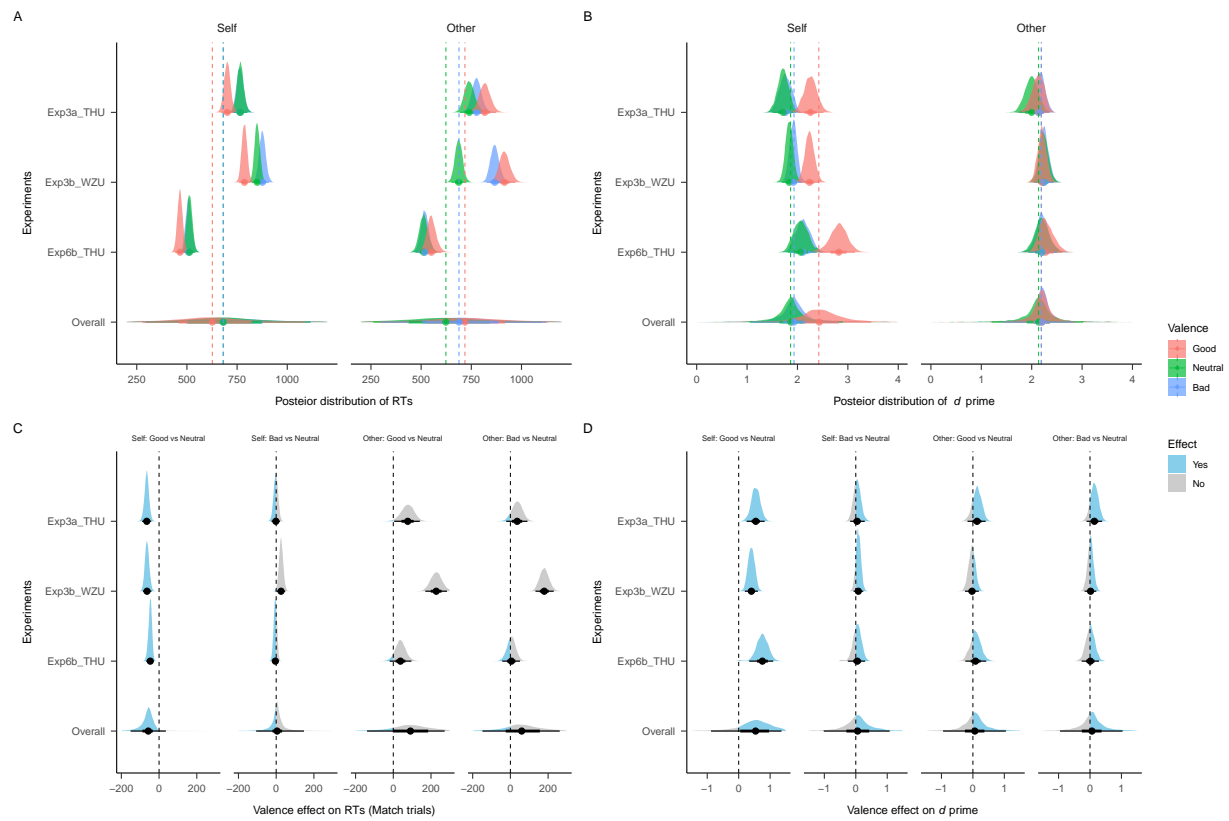 A
B
Self
Other
Self
Other
Experiments
Exp3a_THU
Exp3b_WZU
Exp6b_THU
Overall
250
500
750
1000
250
500
750
1000
Posteior distribution of RTs
Experiments
Exp3a_THU
Exp3b_WZU
Exp6b_THU
Overall
0
1
2
3
4
0
1
2
3
4
Posterior distribution of d prime
Valence
Good
Neutral
Bad
Effect
Yes
No
C
Self: Good vs Neutral
Self: Bad vs Neutral
Other: Good vs Neutral
Other: Bad vs Neutral
Experiments
Exp3a_THU
Exp3b_WZU
Exp6b_THU
Overall
−200
0
200
−200
0
200
−200
0
200
−200
0
200
Valence effect on RTs (Match trials)
D
Self: Good vs Neutral
Self: Bad vs Neutral
Other: Good vs Neutral
Other: Bad vs Neutral
Experiments
Exp3a_THU
Exp3b_WZU
Exp6b_THU
Overall
−1
0
1
−1
0
1
−1
0
1
−1
0
1
Valence effect on d prime